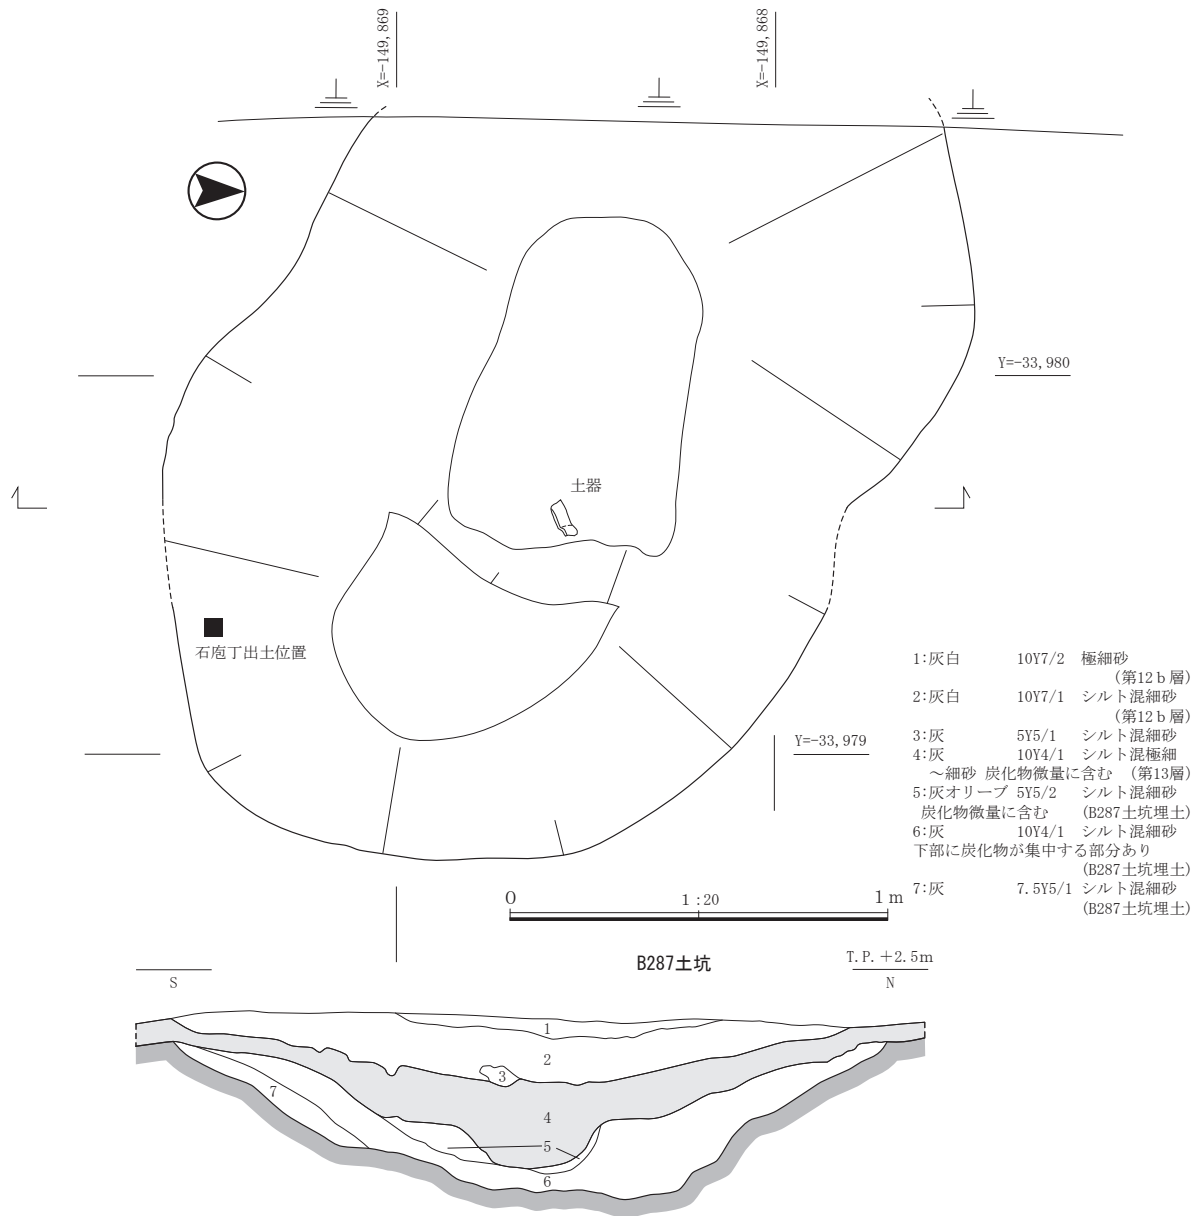 X=-149,869
X=-149,868
Y=-33,980
土器
石庖丁出土位置
Y=-33,979
1:灰白 10Y7/2 極細砂
(第12ｂ層)
2:灰白 10Y7/1 シルト混細砂
(第12ｂ層)
3:灰 5Y5/1 シルト混細砂
4:灰 10Y4/1 シルト混極細
～細砂 炭化物微量に含む (第13層)
5:灰オリーブ 5Y5/2 シルト混細砂
炭化物微量に含む (B287土坑埋土)
6:灰 10Y4/1 シルト混細砂
下部に炭化物が集中する部分あり
(B287土坑埋土)
7:灰 7.5Y5/1 シルト混細砂
(B287土坑埋土)
0 1:20 1m
B287土坑
T.P.+2.5m
S N
1
2
3
7
4
5
6